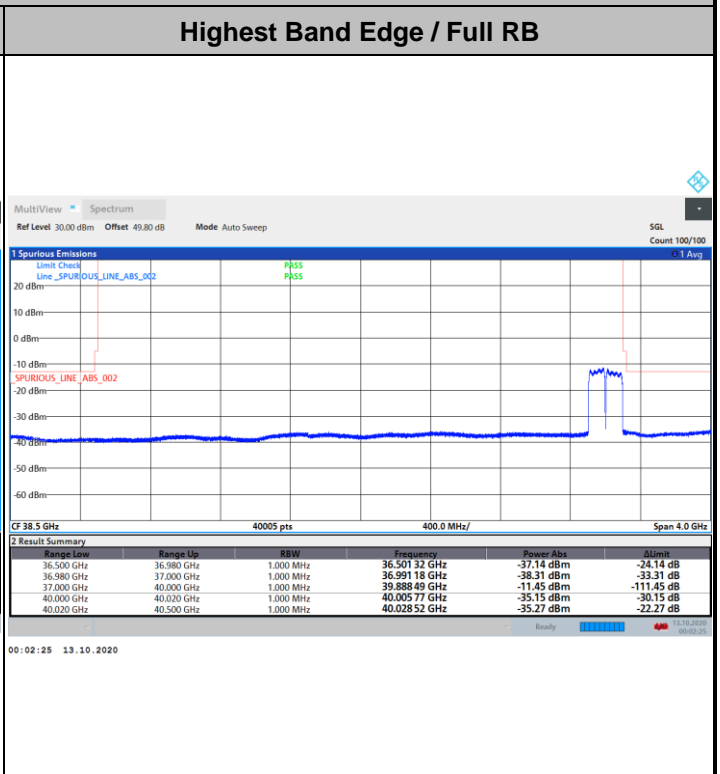 Highest Band Edge / Full RB
MultiView Spectrum
Ref Level 30.00 dBm Offset 49.80 dB Mode Auto Sweep SGL
Count 100/100
1 Spurious Emissions 1 Avg
Limit Check PASS
Line _SPURIOUS_LINE_ABS_002 PASS
20 dBm
10 dBm
0 dBm
-10 dBm
_SPURIOUS_LINE_ABS_002
-20 dBm
-30 dBm
-40 dBm
-50 dBm
-60 dBm
CF 38.5 GHz 40005 pts 400.0 MHz/ Span 4.0 GHz
2 Result Summary
Range Low Range Up RBW Frequency Power Abs ΔLimit
36.500 GHz 36.980 GHz 1.000 MHz 36.501 32 GHz -37.14 dBm -24.14 dB
36.980 GHz 37.000 GHz 1.000 MHz 36.991 18 GHz -38.31 dBm -33.31 dB
37.000 GHz 40.000 GHz 1.000 MHz 39.888 49 GHz -11.45 dBm -111.45 dB
40.000 GHz 40.020 GHz 1.000 MHz 40.005 77 GHz -35.15 dBm -30.15 dB
40.020 GHz 40.500 GHz 1.000 MHz 40.028 52 GHz -35.27 dBm -22.27 dB
Ready 13.10.2020
00:02:25
00:02:25 13.10.2020